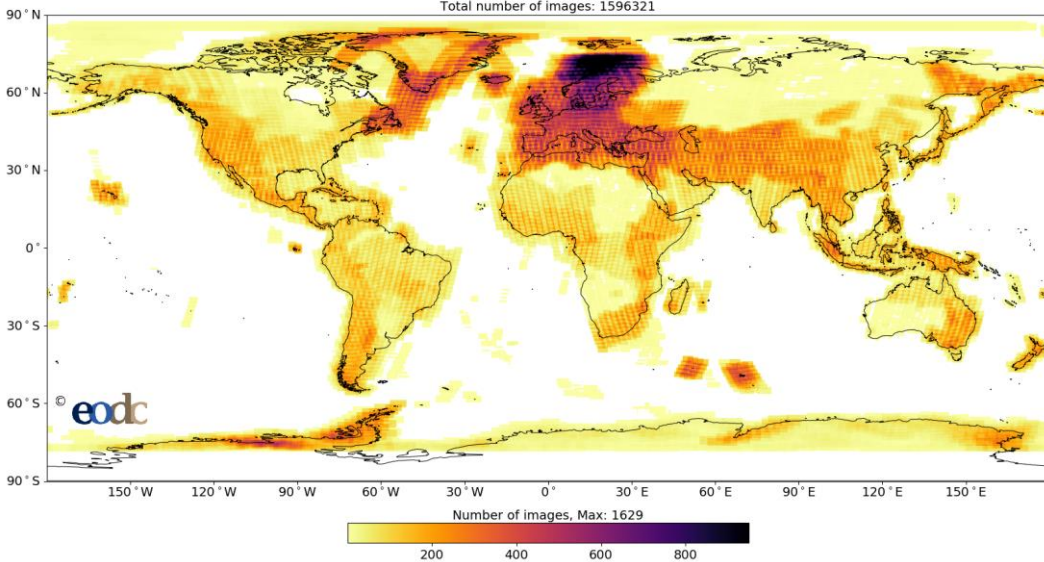 Total number of images: 1596321
90°N
60°N
30°N
0°
30°S
60°S
90°S
© eodc
150°W 120°W 90°W 60°W 30°W 0° 30°E 60°E 90°E 120°E 150°E
Number of images, Max: 1629
200 400 600 800